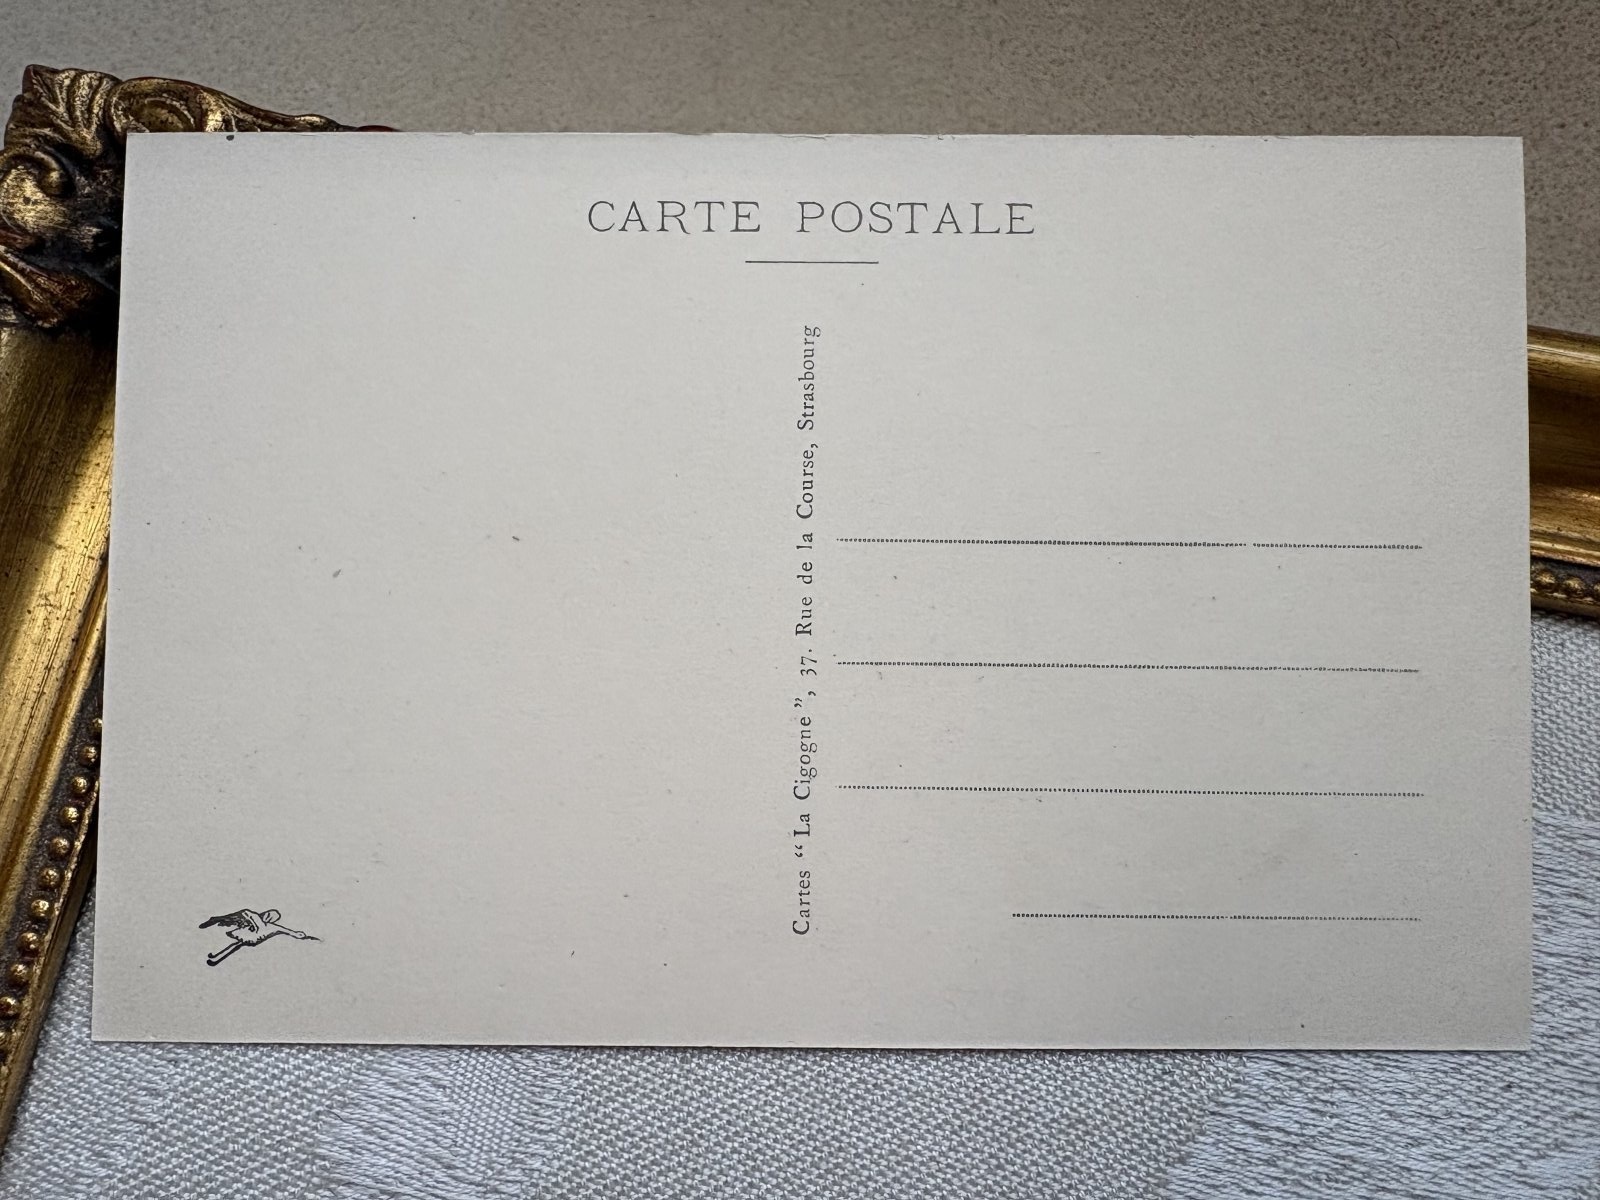 CARTE POSTALE
Cartes “ La Cigogne ”, 37. Rue de la Course, Strasbourg